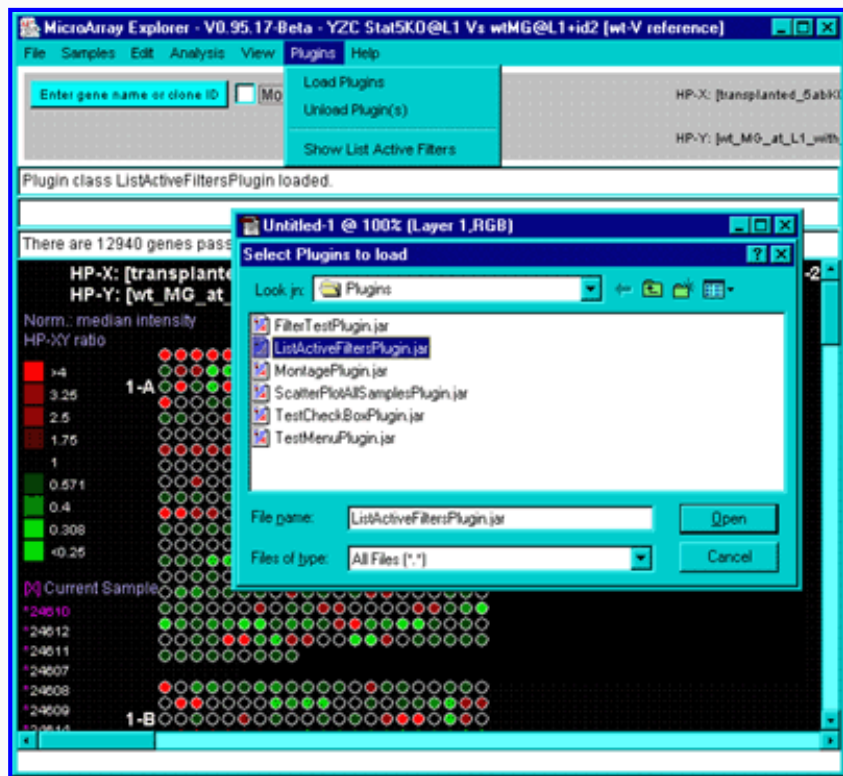 MicroArray Explorer - V0.95.17-Beta - YZC Stat5KO@L1 Vs wtMG@L1+id2 [wt-V reference]
File Samples Edit Analysis View Plugins Help
Load Plugins
Unload Plugin(s)
Show List Active Filters
Enter gene name or clone ID Mo
HP-X: [transplanted_5abKO
HP-Y: [wt_MG_at_L1_with_
Plugin class ListActiveFiltersPlugin loaded.
There are 12940 genes pass
Untitled-1 @ 100% (Layer 1,RGB)
Select Plugins to load
Look in: Plugins
FilterTestPlugin.jar
ListActiveFiltersPlugin.jar
MontagePlugin.jar
ScatterPlotAllSamplesPlugin.jar
TestCheckBoxPlugin.jar
TestMenuPlugin.jar
File name: ListActiveFiltersPlugin.jar Open
Files of type: All Files (*.*) Cancel
HP-X: [transplante -2
HP-Y: [wt_MG_at_
Norm.: median intensity
HP-XY ratio
>4
3.25
2.5
1.75
1
0.571
0.4
0.308
<0.25
1-A
[X] Current Sample
*24610
*24612
*24611
*24607
*24608
*24609
1-B